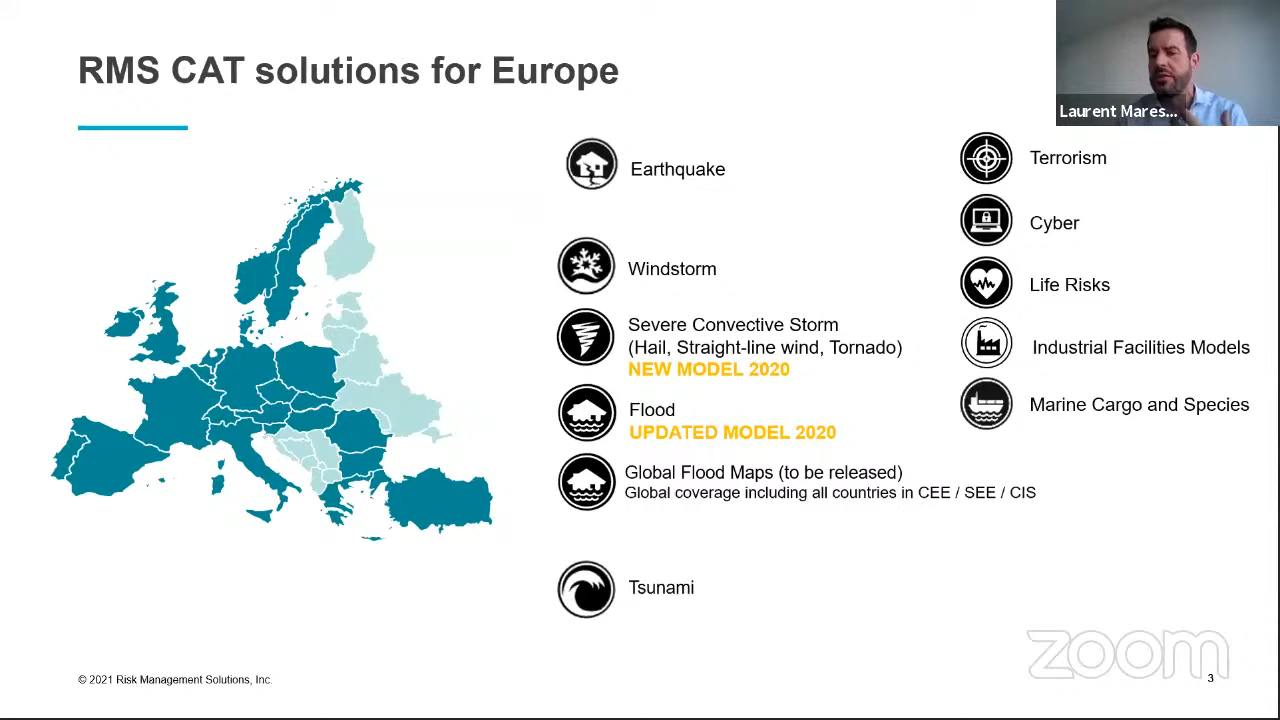 RMS CAT solutions for Europe
Laurent Mares...
Earthquake
Windstorm
Severe Convective Storm
(Hail, Straight-line wind, Tornado)
NEW MODEL 2020
Flood
UPDATED MODEL 2020
Global Flood Maps (to be released)
Global coverage including all countries in CEE / SEE / CIS
Tsunami
Terrorism
Cyber
Life Risks
Industrial Facilities Models
Marine Cargo and Species
© 2021 Risk Management Solutions, Inc.
zoom
3